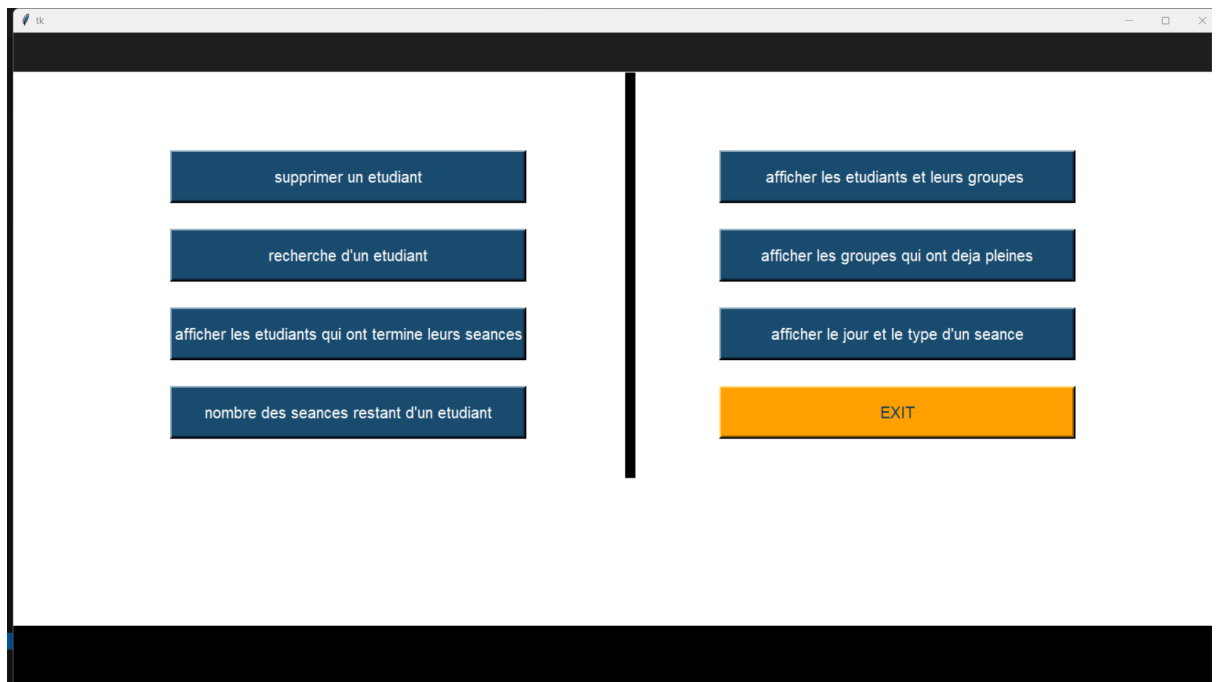 tk
supprimer un etudiant
recherche d'un etudiant
afficher les etudiants qui ont termine leurs seances
nombre des seances restant d'un etudiant
afficher les etudiants et leurs groupes
afficher les groupes qui ont deja pleines
afficher le jour et le type d'un seance
EXIT